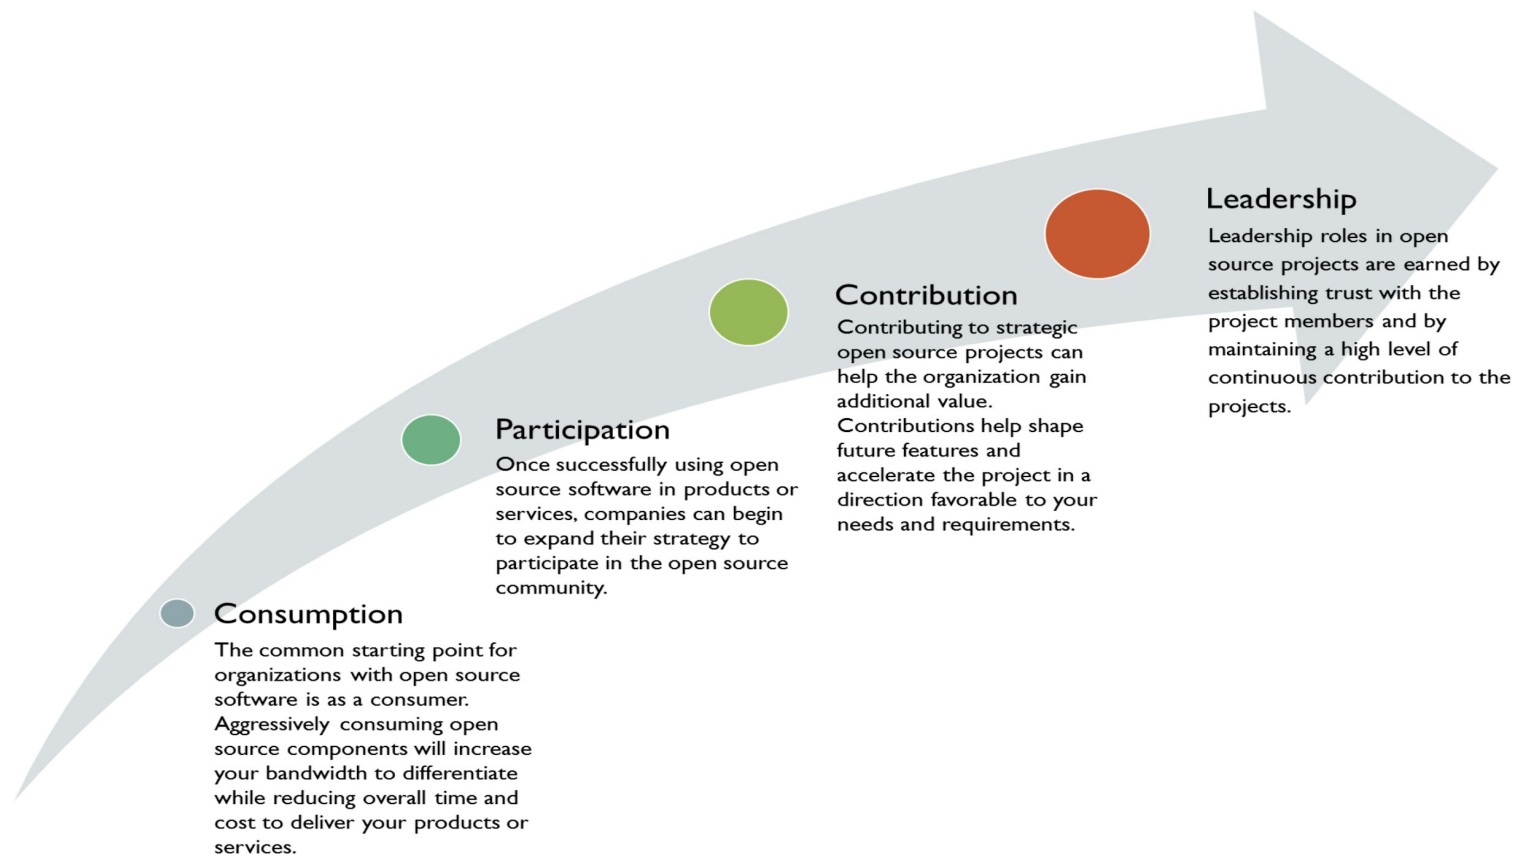 Consumption
The common starting point for
organizations with open source
software is as a consumer.
Aggressively consuming open
source components will increase
your bandwidth to differentiate
while reducing overall time and
cost to deliver your products or
services.
Participation
Once successfully using open
source software in products or
services, companies can begin
to expand their strategy to
participate in the open source
community.
Contribution
Contributing to strategic
open source projects can
help the organization gain
additional value.
Contributions help shape
future features and
accelerate the project in a
direction favorable to your
needs and requirements.
Leadership
Leadership roles in open
source projects are earned by
establishing trust with the
project members and by
maintaining a high level of
continuous contribution to the
projects.